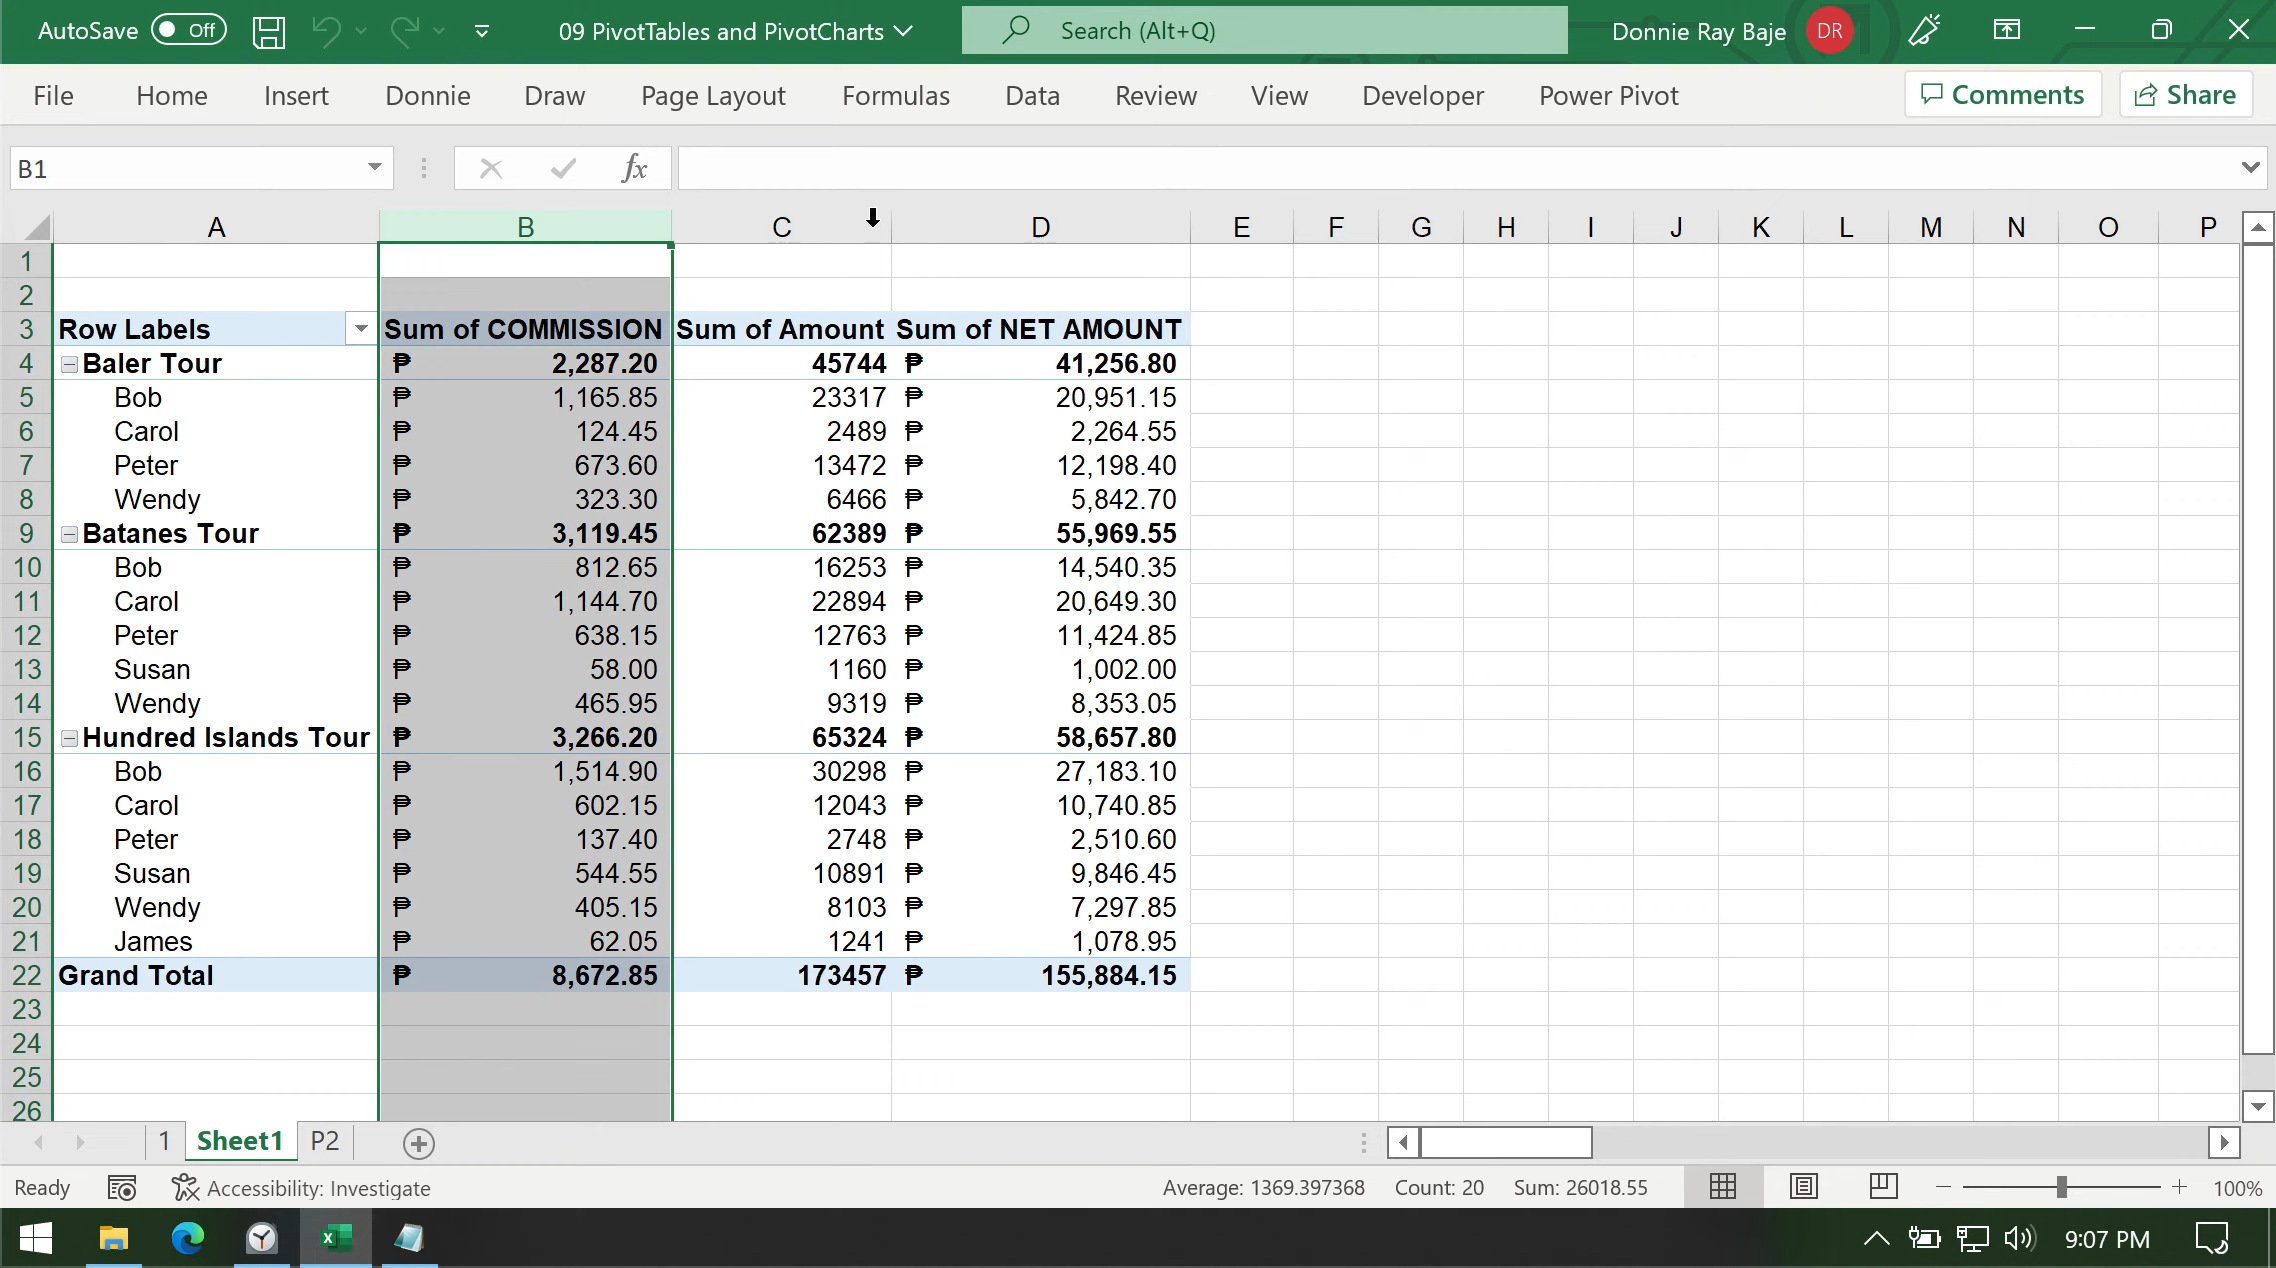 AutoSave Off 09 PivotTables and PivotCharts Search (Alt+Q) Donnie Ray Baje DR
File Home Insert Donnie Draw Page Layout Formulas Data Review View Developer Power Pivot Comments Share
B1 fx
A B C D E F G H I J K L M N O P
1
2
3 Row Labels Sum of COMMISSION Sum of Amount Sum of NET AMOUNT
4 Baler Tour ₱ 2,287.20 45744 ₱ 41,256.80
5 Bob ₱ 1,165.85 23317 ₱ 20,951.15
6 Carol ₱ 124.45 2489 ₱ 2,264.55
7 Peter ₱ 673.60 13472 ₱ 12,198.40
8 Wendy ₱ 323.30 6466 ₱ 5,842.70
9 Batanes Tour ₱ 3,119.45 62389 ₱ 55,969.55
10 Bob ₱ 812.65 16253 ₱ 14,540.35
11 Carol ₱ 1,144.70 22894 ₱ 20,649.30
12 Peter ₱ 638.15 12763 ₱ 11,424.85
13 Susan ₱ 58.00 1160 ₱ 1,002.00
14 Wendy ₱ 465.95 9319 ₱ 8,353.05
15 Hundred Islands Tour ₱ 3,266.20 65324 ₱ 58,657.80
16 Bob ₱ 1,514.90 30298 ₱ 27,183.10
17 Carol ₱ 602.15 12043 ₱ 10,740.85
18 Peter ₱ 137.40 2748 ₱ 2,510.60
19 Susan ₱ 544.55 10891 ₱ 9,846.45
20 Wendy ₱ 405.15 8103 ₱ 7,297.85
21 James ₱ 62.05 1241 ₱ 1,078.95
22 Grand Total ₱ 8,672.85 173457 ₱ 155,884.15
23
24
25
26
1 Sheet1 P2
Ready Accessibility: Investigate Average: 1369.397368 Count: 20 Sum: 26018.55 100%
9:07 PM